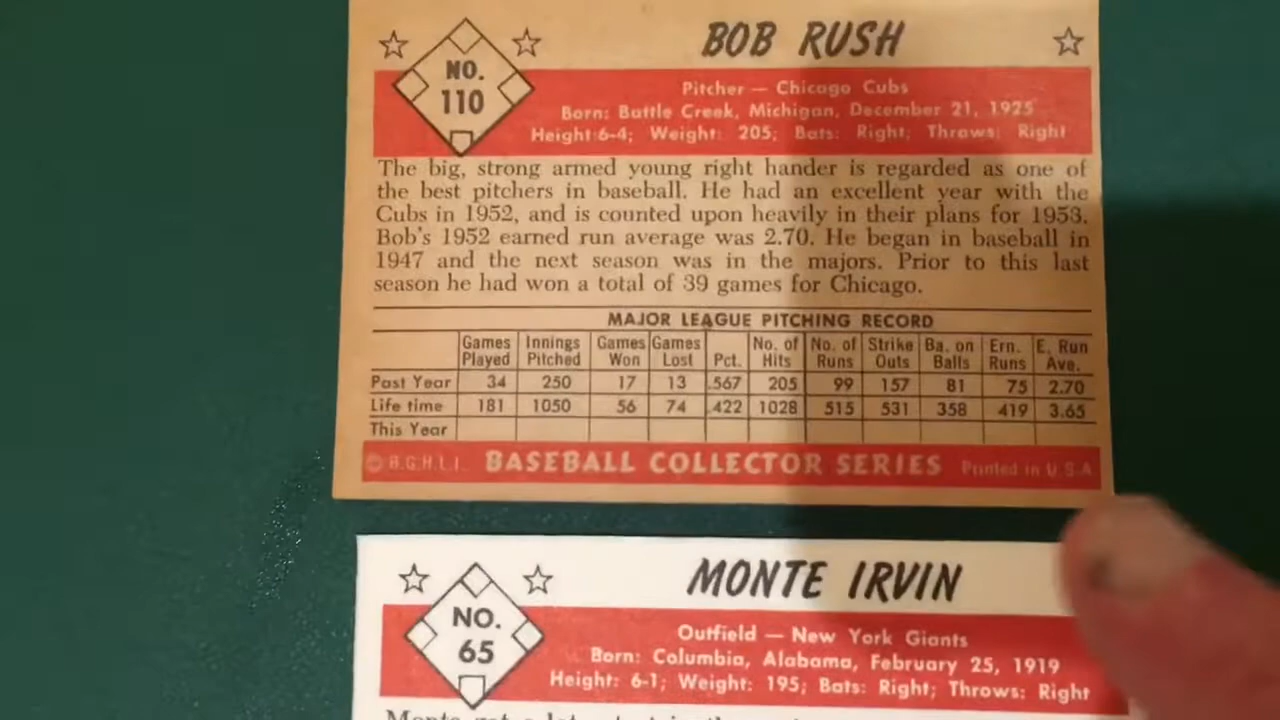 NO. 110
BOB RUSH
Pitcher — Chicago Cubs
Born: Battle Creek, Michigan, December 21, 1925
Height: 6-4; Weight: 205; Bats: Right; Throws: Right
The big, strong armed young right hander is regarded as one of
the best pitchers in baseball. He had an excellent year with the
Cubs in 1952, and is counted upon heavily in their plans for 1953.
Bob's 1952 earned run average was 2.70. He began in baseball in
1947 and the next season was in the majors. Prior to this last
season he had won a total of 39 games for Chicago.
MAJOR LEAGUE PITCHING RECORD
Games Played Innings Pitched Games Won Games Lost Pct. No. of Hits No. of Runs Strike Outs Ba. on Balls Ern. Runs E. Run Ave.
Past Year 34 250 17 13 .567 205 99 157 81 75 2.70
Life time 181 1050 56 74 .422 1028 515 531 358 419 3.65
This Year
© B.G.H.L.I. BASEBALL COLLECTOR SERIES Printed in U.S.A
NO. 65
MONTE IRVIN
Outfield — New York Giants
Born: Columbia, Alabama, February 25, 1919
Height: 6-1; Weight: 195; Bats: Right; Throws: Right